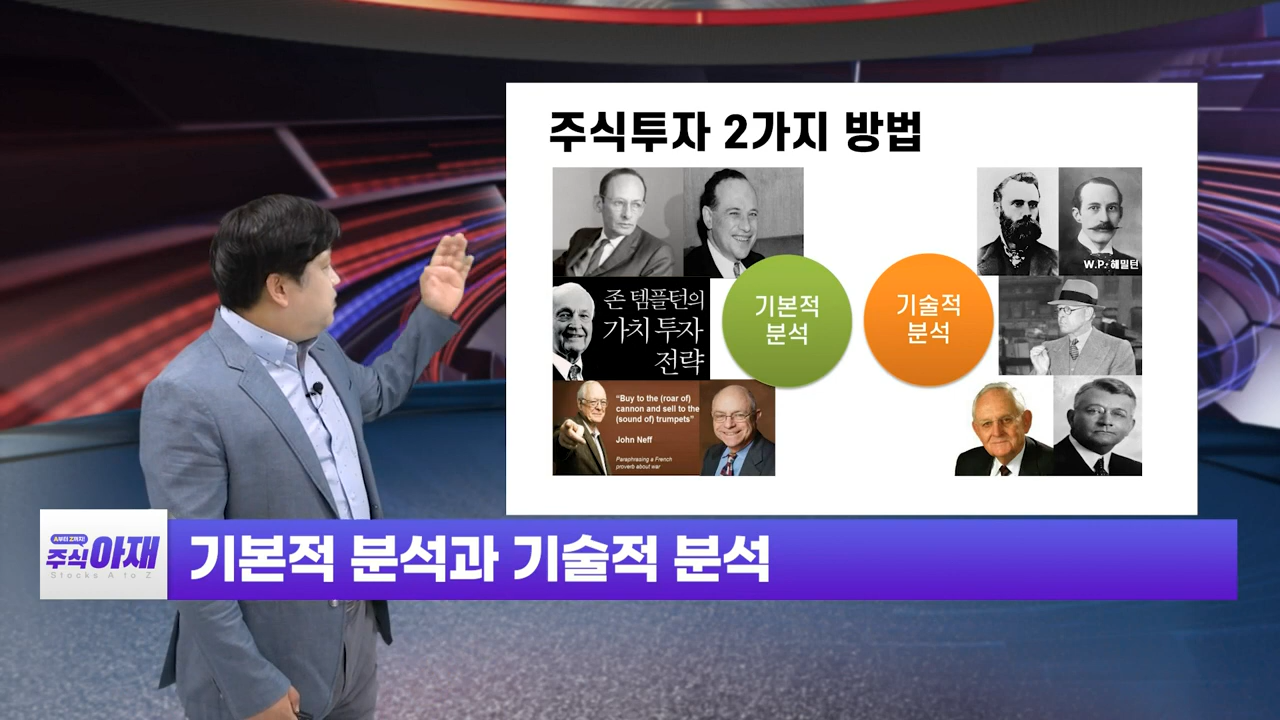 주식투자 2가지 방법
W.P. 해밀턴
존 템플턴의
가치 투자
전략
기본적
분석
기술적
분석
“Buy to the (roar of)
cannon and sell to the
(sound of) trumpets”
John Neff
Paraphrasing a French
proverb about war
A부터 Z까지!
주식아재
Stocks A to Z
기본적 분석과 기술적 분석